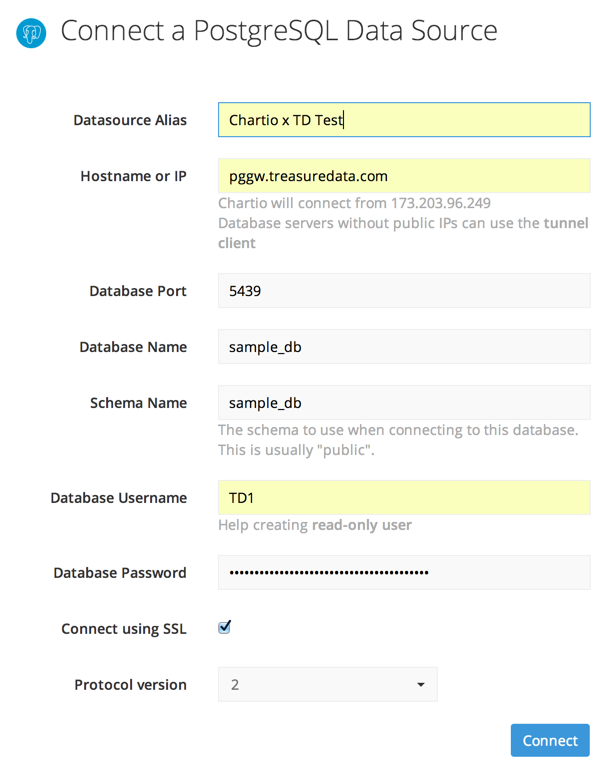 Connect a PostgreSQL Data Source
Datasource Alias
Chartio x TD Test
Hostname or IP
pggw.treasuredata.com
Chartio will connect from 173.203.96.249
Database servers without public IPs can use the tunnel
client
Database Port
5439
Database Name
sample_db
Schema Name
sample_db
The schema to use when connecting to this database.
This is usually "public".
Database Username
TD1
Help creating read-only user
Database Password
••••••••••••••••••••••••••••••••••••••••
Connect using SSL
Protocol version
2
Connect